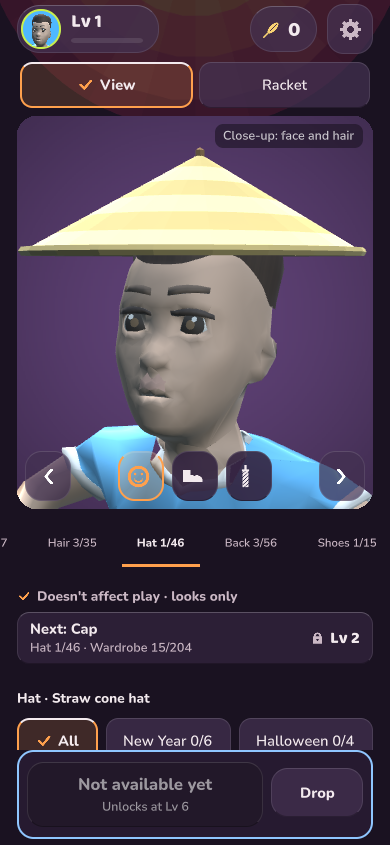 Lv 1
0
View
Racket
Close-up: face and hair
7
Hair 3/35
Hat 1/46
Back 3/56
Shoes 1/15
Doesn't affect play · looks only
Next: Cap
Hat 1/46 · Wardrobe 15/204
Lv 2
Hat · Straw cone hat
All
New Year 0/6
Halloween 0/4
Not available yet
Unlocks at Lv 6
Drop